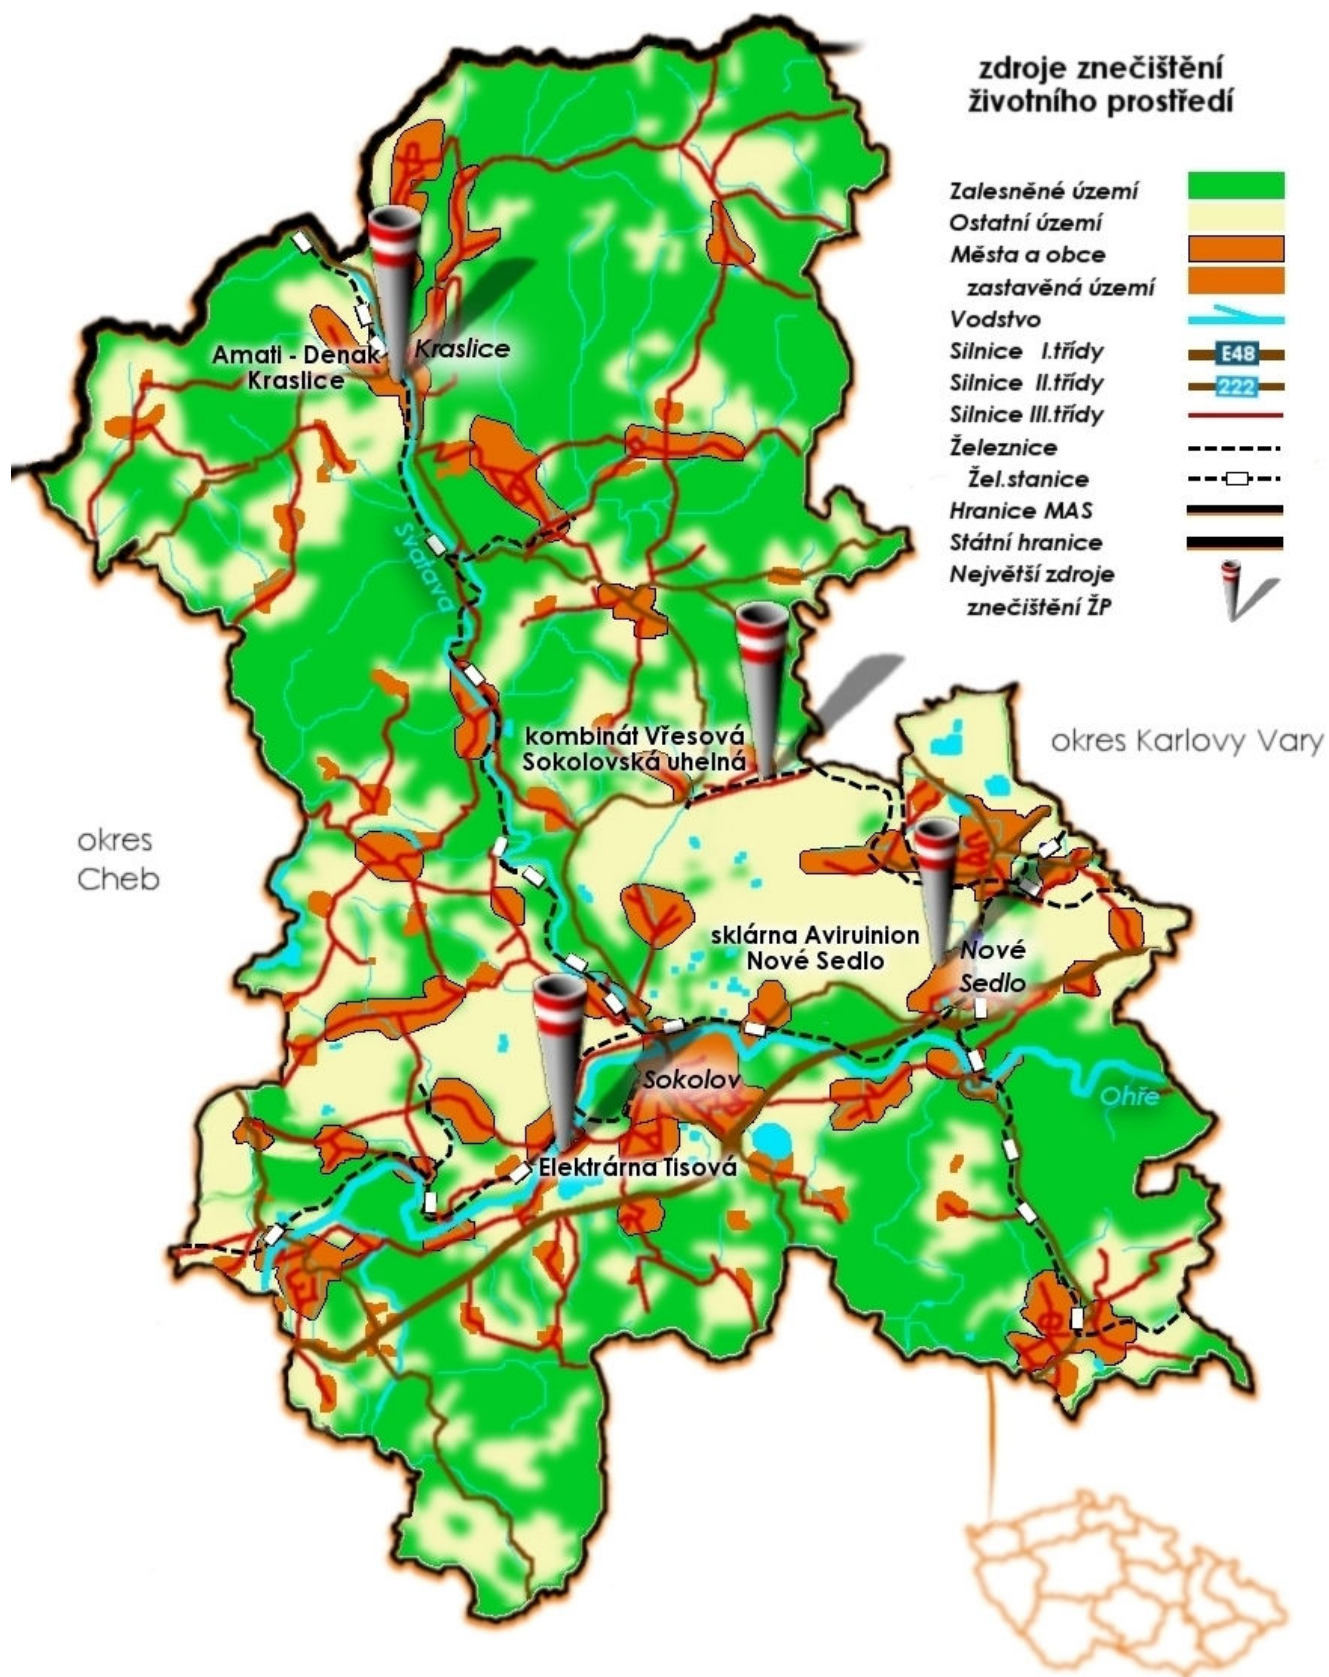 zdroje znečištění
životního prostředí
Zalesněné území
Ostatní území
Města a obce
zastavěná území
Vodstvo
Silnice I.třídy
E48
Silnice II.třídy
222
Silnice III.třídy
Železnice
Žel.stanice
Hranice MAS
Státní hranice
Největší zdroje
znečištění ŽP
Amati - Denak
Kraslice
Kraslice
Svatava
kombinát Vřesová
Sokolovská uhelná
okres Karlovy Vary
okres
Cheb
sklárna Aviruinion
Nové Sedlo
Nové
Sedlo
Sokolov
Ohře
Elektrárna Tisová